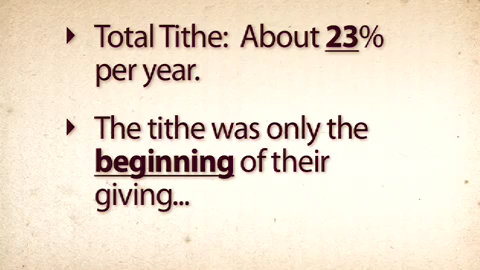 Total Tithe: About 23%
per year.
The tithe was only the
beginning of their
giving...